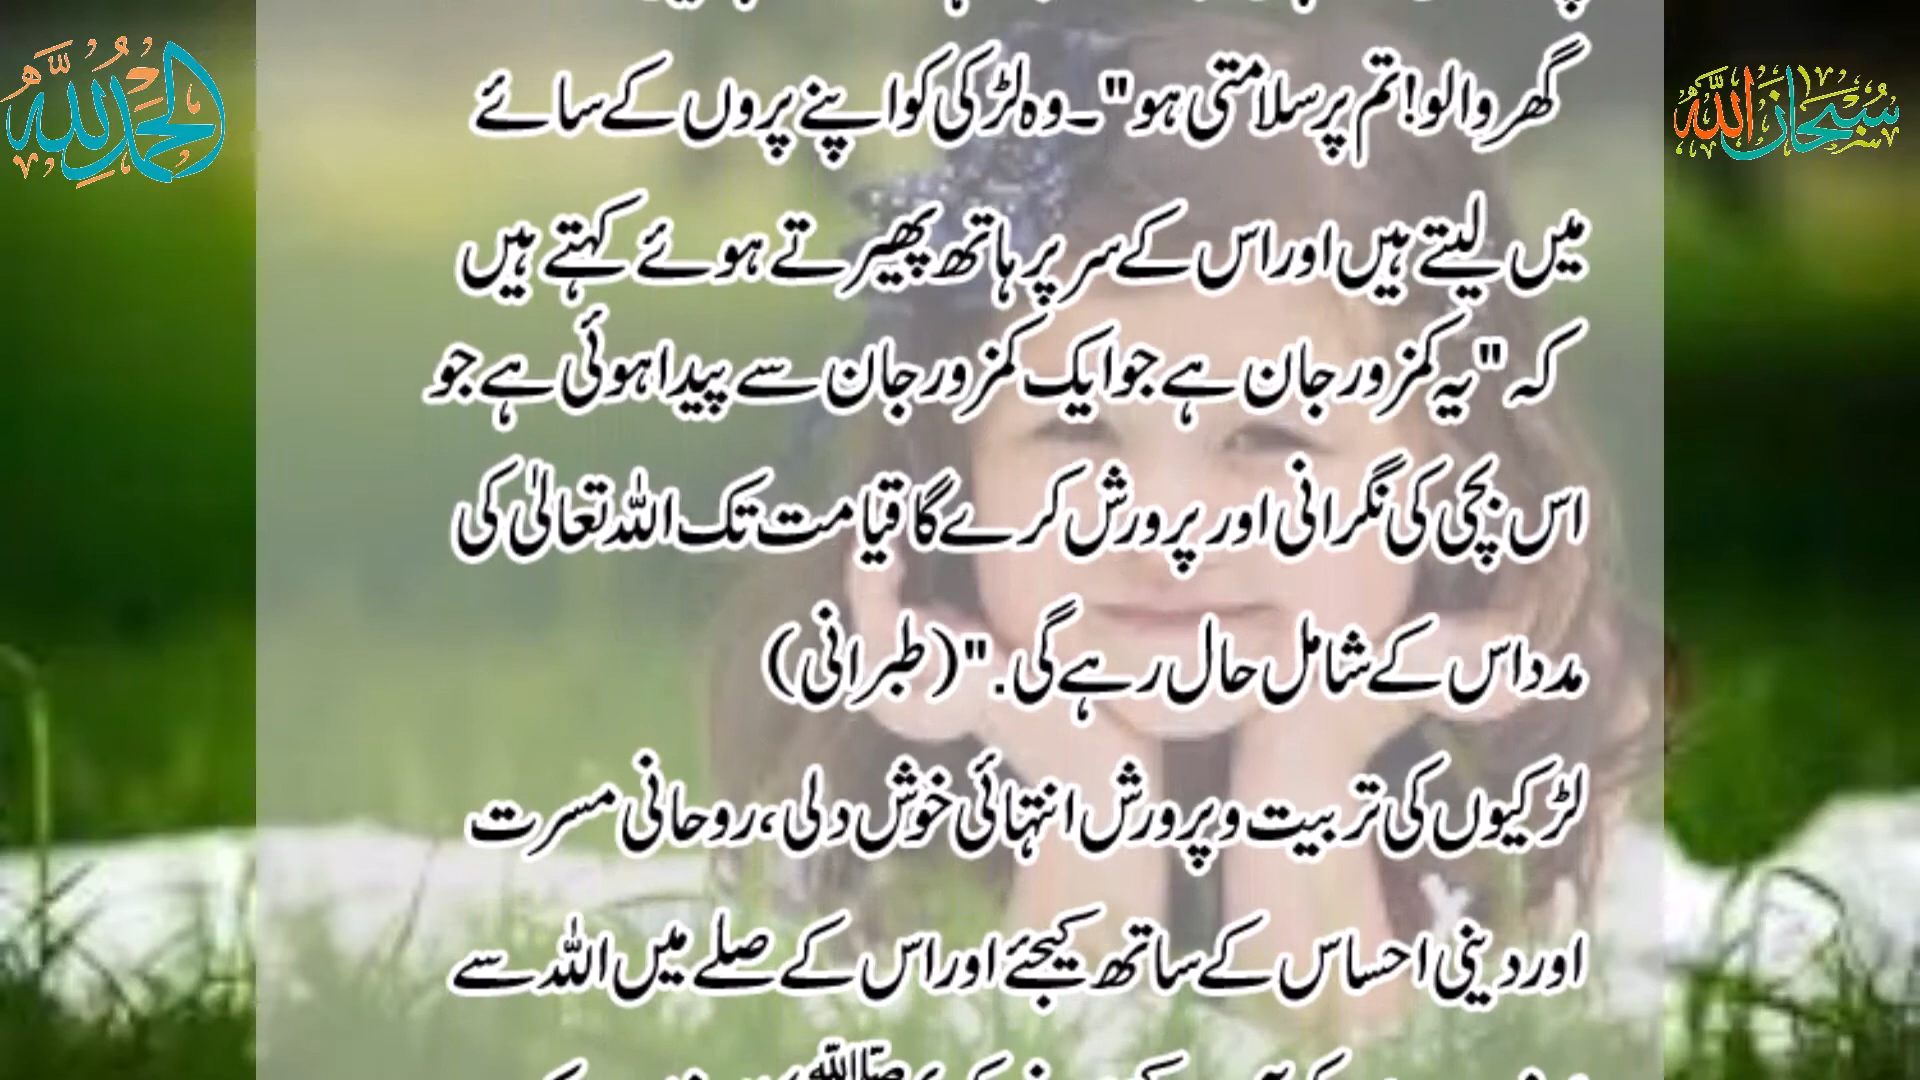 الحمدللہ
سبحان اللہ
گھر والو! تم پر سلامتی ہو"۔ وہ لڑکی کو اپنے پروں کے سائے
میں لیتے ہیں اور اس کے سر پر ہاتھ پھیرتے ہوئے کہتے ہیں
کہ "یہ کمزور جان ہے جو ایک کمزور جان سے پیدا ہوئی ہے جو
اس بچی کی نگرانی اور پرورش کرے گا قیامت تک اللہ تعالیٰ کی
مدد اس کے شامل حال رہے گی." (طبرانی)
لڑکیوں کی تربیت و پرورش انتہائی خوش دلی، روحانی مسرت
اور دینی احساس کے ساتھ کیجئے اور اس کے صلے میں اللہ سے
ﷺ